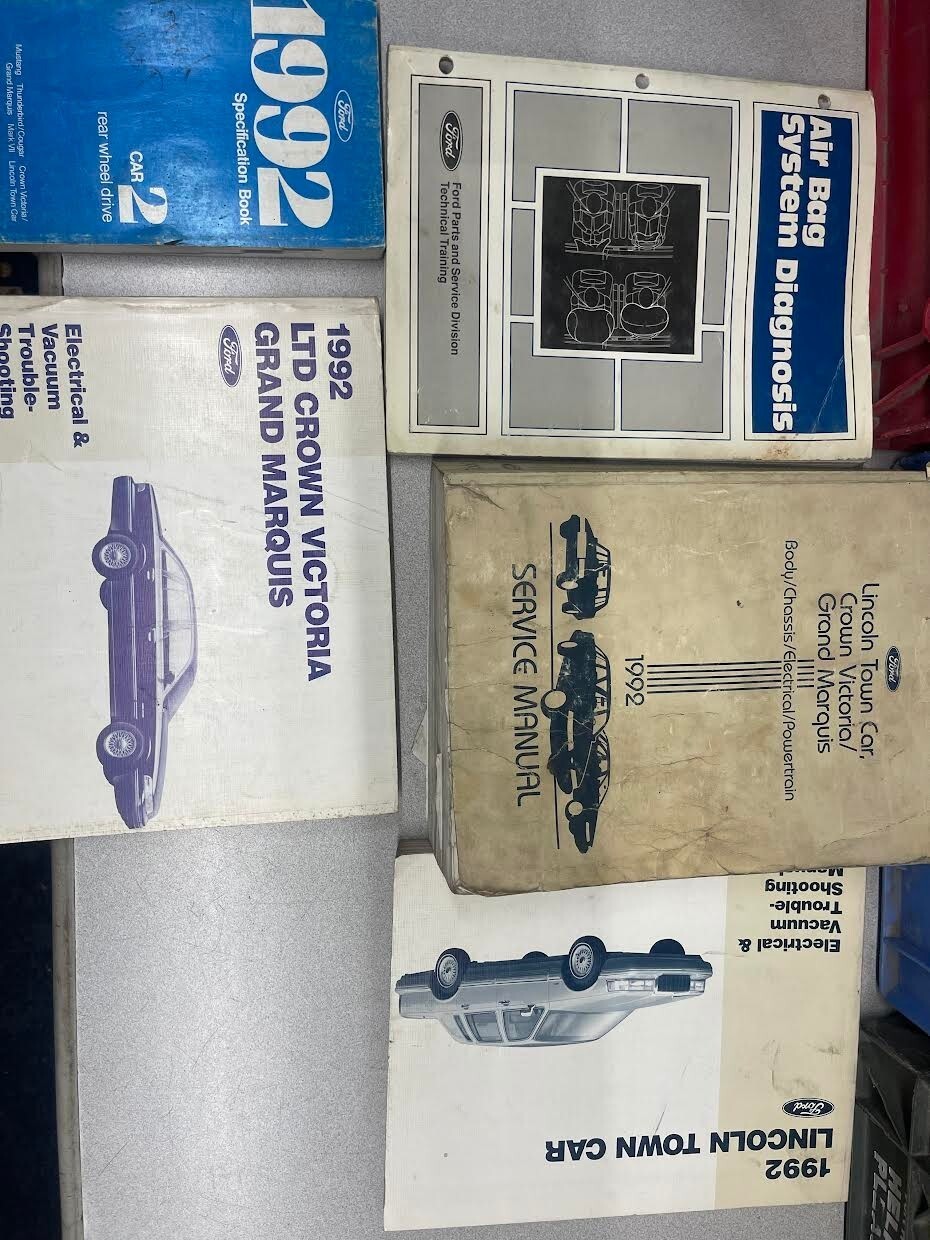 1992
Ford
Specification Book
CAR 2
rear wheel drive
Mustang Thunderbird/Cougar Crown Victoria/
Grand Marquis Mark VII Lincoln Town Car
Air Bag
System Diagnosis
Ford
Ford Parts and Service Division
Technical Training
1992
LTD CROWN VICTORIA
GRAND MARQUIS
Ford
Electrical &
Vacuum
Trouble-
Shooting
Ford
Lincoln Town Car,
Crown Victoria/
Grand Marquis
Body/Chassis/Electrical/Powertrain
1992
SERVICE MANUAL
1992
LINCOLN TOWN CAR
Ford
Electrical &
Vacuum
Trouble-
Shooting